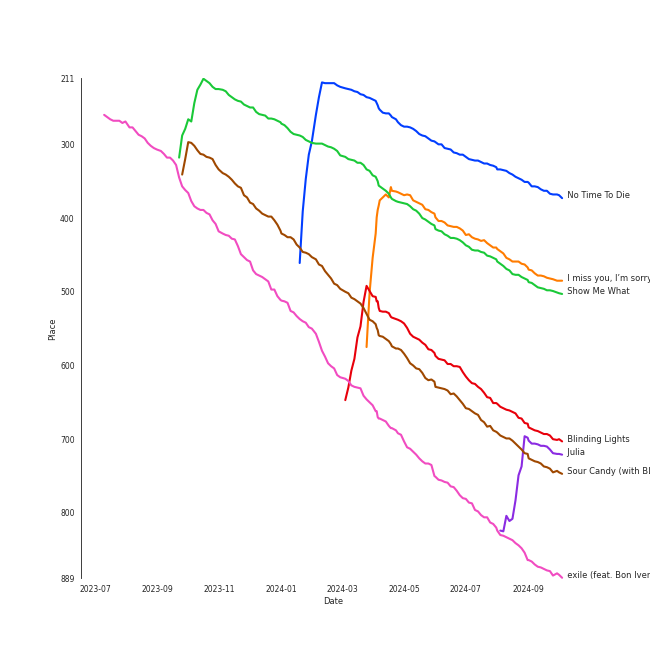 211
300
400
500
600
700
800
889
Place
2023-07
2023-09
2023-11
2024-01
2024-03
2024-05
2024-07
2024-09
Date
No Time To Die
I miss you, I'm sorry
Show Me What
Blinding Lights
Julia
Sour Candy (with Bl
exile (feat. Bon Iver